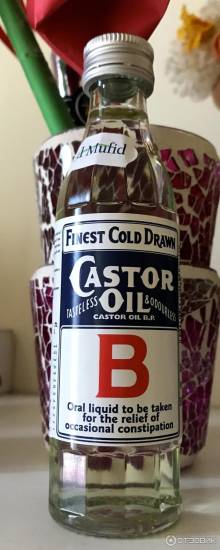 Al-Mufid
FINEST COLD DRAWN
CASTOR
TASTELESS OIL & ODOURLESS
CASTOR OIL B.P.
B
Oral liquid to be taken
for the relief of
occasional constipation